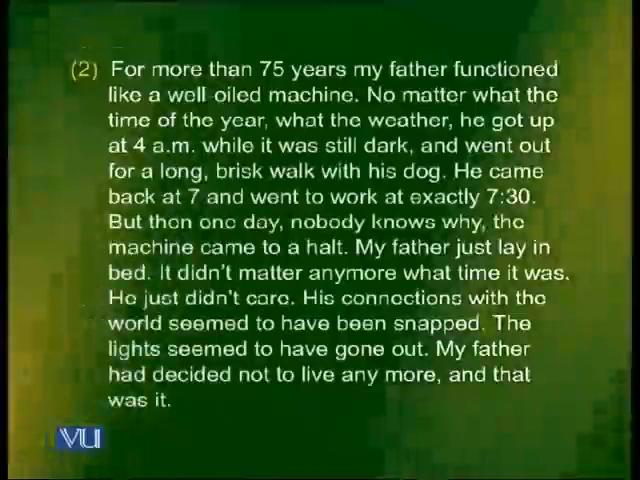 (2) For more than 75 years my father functioned
like a well oiled machine. No matter what the
time of the year, what the weather, he got up
at 4 a.m. while it was still dark, and went out
for a long, brisk walk with his dog. He came
back at 7 and went to work at exactly 7:30.
But then one day, nobody knows why, the
machine came to a halt. My father just lay in
bed. It didn't matter anymore what time it was.
He just didn't care. His connections with the
world seemed to have been snapped. The
lights seemed to have gone out. My father
had decided not to live any more, and that
was it.
VU